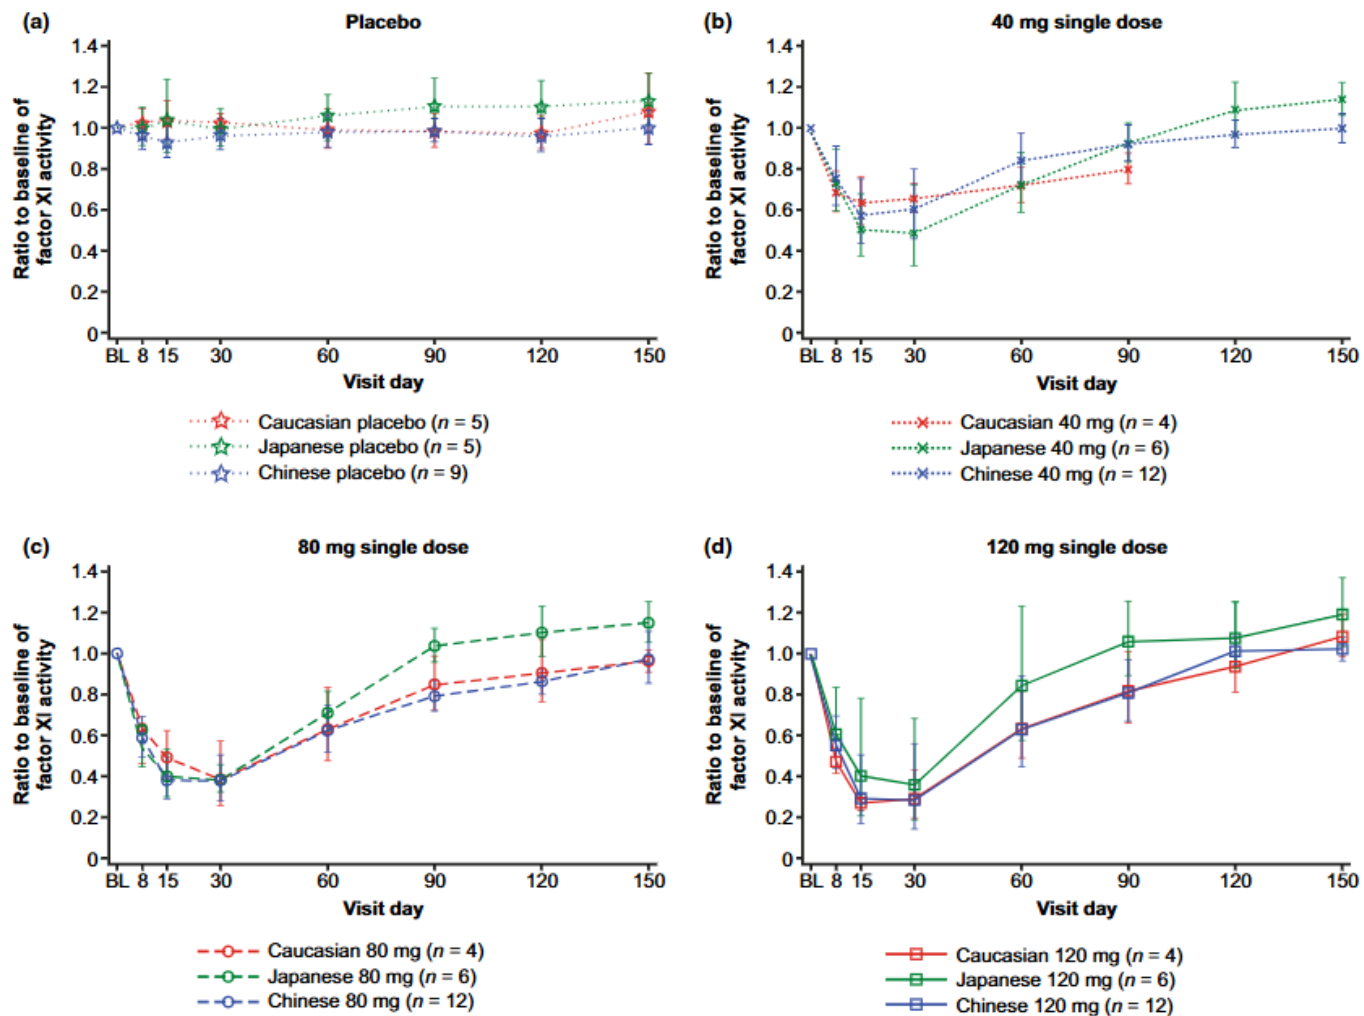 (a)
Placebo
Ratio to baseline of
factor XI activity
1.4
1.2
1.0
0.8
0.6
0.4
0.2
0
BL 8 15 30 60 90 120 150
Visit day
Caucasian placebo (n = 5)
Japanese placebo (n = 5)
Chinese placebo (n = 9)
(b)
40 mg single dose
Ratio to baseline of
factor XI activity
1.4
1.2
1.0
0.8
0.6
0.4
0.2
0
BL 8 15 30 60 90 120 150
Visit day
Caucasian 40 mg (n = 4)
Japanese 40 mg (n = 6)
Chinese 40 mg (n = 12)
(c)
80 mg single dose
Ratio to baseline of
factor XI activity
1.4
1.2
1.0
0.8
0.6
0.4
0.2
0
BL 8 15 30 60 90 120 150
Visit day
Caucasian 80 mg (n = 4)
Japanese 80 mg (n = 6)
Chinese 80 mg (n = 12)
(d)
120 mg single dose
Ratio to baseline of
factor XI activity
1.4
1.2
1.0
0.8
0.6
0.4
0.2
0
BL 8 15 30 60 90 120 150
Visit day
Caucasian 120 mg (n = 4)
Japanese 120 mg (n = 6)
Chinese 120 mg (n = 12)